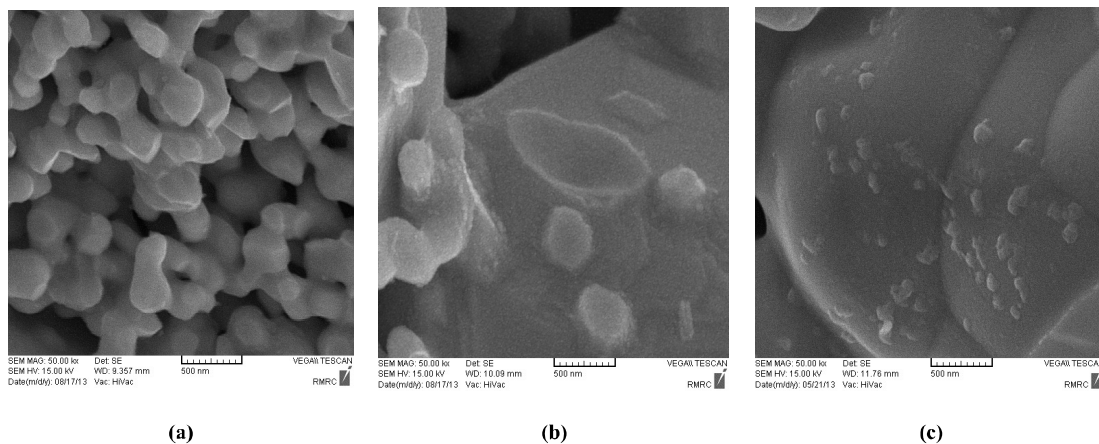 SEM MAG: 50.00 kx Det: SE
SEM HV: 15.00 kV WD: 9.357 mm 500 nm VEGA\\ TESCAN
Date(m/d/y): 08/17/13 Vac: HiVac RMRC
(a)
SEM MAG: 50.00 kx Det: SE
SEM HV: 15.00 kV WD: 10.09 mm 500 nm VEGA\\ TESCAN
Date(m/d/y): 08/17/13 Vac: HiVac RMRC
(b)
SEM MAG: 50.00 kx Det: SE
SEM HV: 15.00 kV WD: 11.76 mm 500 nm VEGA\\ TESCAN
Date(m/d/y): 05/21/13 Vac: HiVac RMRC
(c)